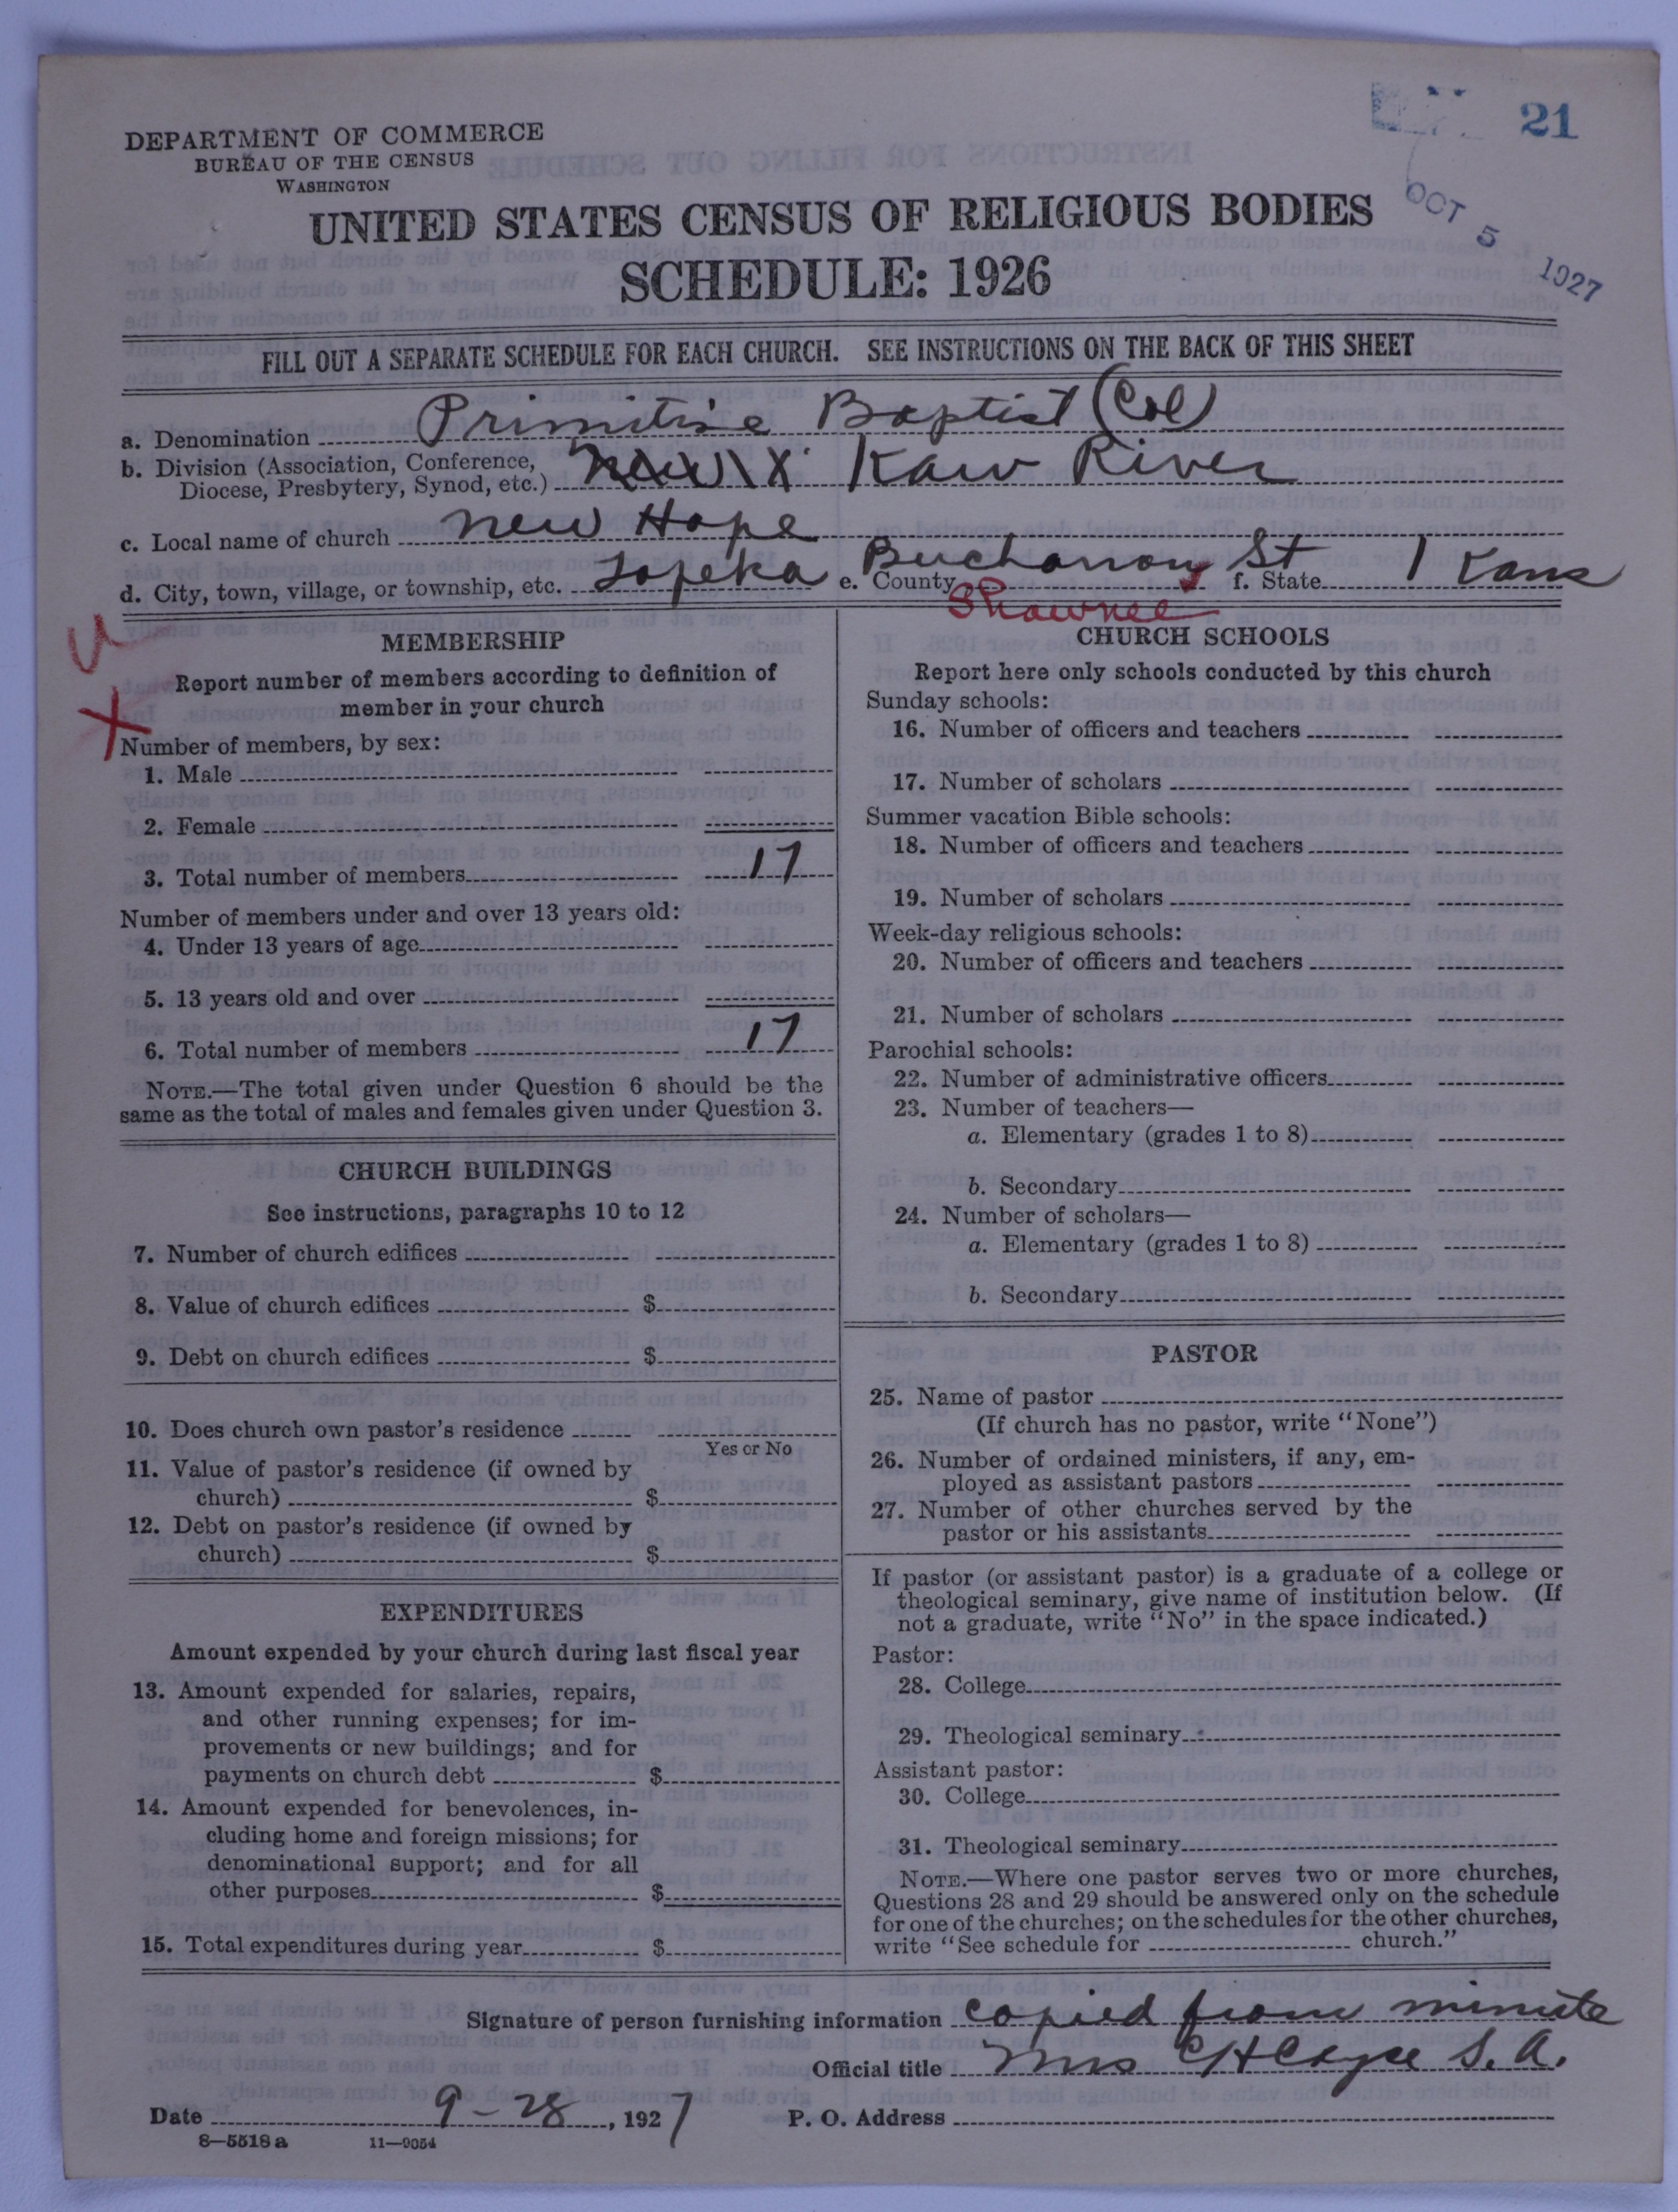 21
OCT 5 1927
DEPARTMENT OF COMMERCE
BUREAU OF THE CENSUS
WASHINGTON
UNITED STATES CENSUS OF RELIGIOUS BODIES
SCHEDULE: 1926
FILL OUT A SEPARATE SCHEDULE FOR EACH CHURCH. SEE INSTRUCTIONS ON THE BACK OF THIS SHEET
a. Denomination Primitive Baptist (Col)
b. Division (Association, Conference, Diocese, Presbytery, Synod, etc.) Kaw River
c. Local name of church New Hope
d. City, town, village, or township, etc. Topeka e. County Buchanon St f. State Kans
Shawnee
MEMBERSHIP
Report number of members according to definition of
member in your church
Number of members, by sex:
1. Male
2. Female
3. Total number of members 17
Number of members under and over 13 years old:
4. Under 13 years of age
5. 13 years old and over
6. Total number of members 17
NOTE.—The total given under Question 6 should be the
same as the total of males and females given under Question 3.
CHURCH BUILDINGS
See instructions, paragraphs 10 to 12
7. Number of church edifices
8. Value of church edifices $
9. Debt on church edifices $
10. Does church own pastor's residence
Yes or No
11. Value of pastor's residence (if owned by
church) $
12. Debt on pastor's residence (if owned by
church) $
EXPENDITURES
Amount expended by your church during last fiscal year
13. Amount expended for salaries, repairs,
and other running expenses; for im-
provements or new buildings; and for
payments on church debt $
14. Amount expended for benevolences, in-
cluding home and foreign missions; for
denominational support; and for all
other purposes $
15. Total expenditures during year $
CHURCH SCHOOLS
Report here only schools conducted by this church
Sunday schools:
16. Number of officers and teachers
17. Number of scholars
Summer vacation Bible schools:
18. Number of officers and teachers
19. Number of scholars
Week-day religious schools:
20. Number of officers and teachers
21. Number of scholars
Parochial schools:
22. Number of administrative officers
23. Number of teachers—
a. Elementary (grades 1 to 8)
b. Secondary
24. Number of scholars—
a. Elementary (grades 1 to 8)
b. Secondary
PASTOR
25. Name of pastor
(If church has no pastor, write "None")
26. Number of ordained ministers, if any, em-
ployed as assistant pastors
27. Number of other churches served by the
pastor or his assistants
If pastor (or assistant pastor) is a graduate of a college or
theological seminary, give name of institution below. (If
not a graduate, write "No" in the space indicated.)
Pastor:
28. College
29. Theological seminary
Assistant pastor:
30. College
31. Theological seminary
NOTE.—Where one pastor serves two or more churches,
Questions 28 and 29 should be answered only on the schedule
for one of the churches; on the schedules for the other churches,
write "See schedule for church."
Signature of person furnishing information copied from minute
Official title Mrs C H Cayce S. A.
Date 9-28, 1927 P. O. Address
8—5518 a 11—9054